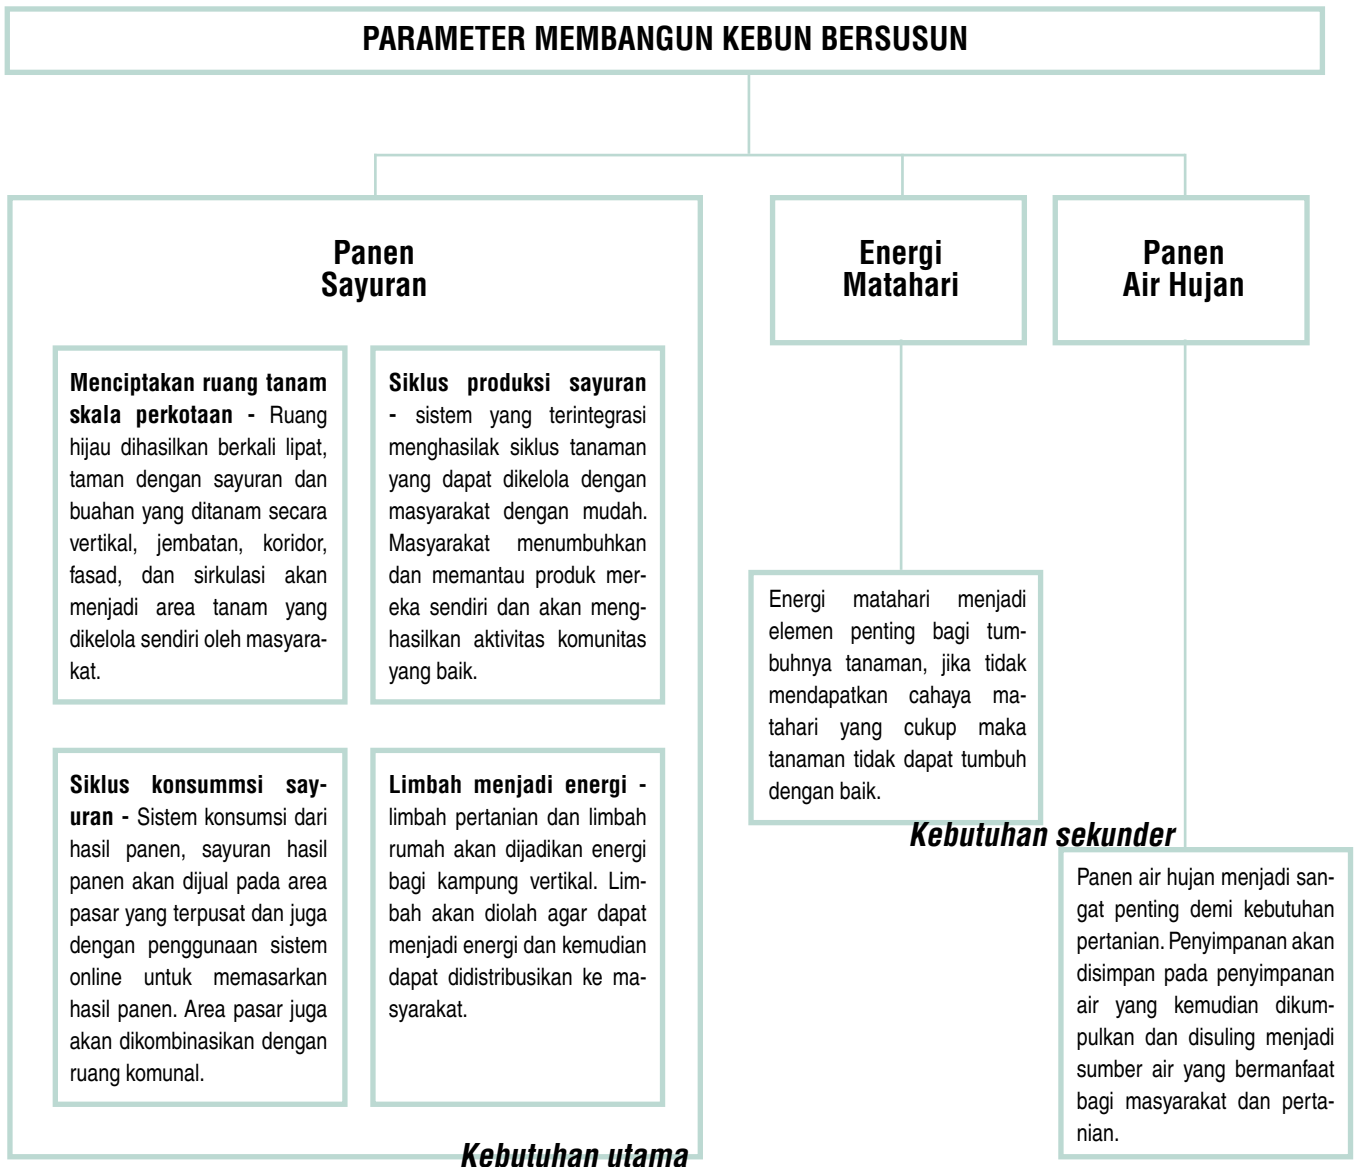 PARAMETER MEMBANGUN KEBUN BERSUSUN
Panen
Sayuran
Menciptakan ruang tanam
skala perkotaan - Ruang
hijau dihasilkan berkali lipat,
taman dengan sayuran dan
buahan yang ditanam secara
vertikal, jembatan, koridor,
fasad, dan sirkulasi akan
menjadi area tanam yang
dikelola sendiri oleh masyara-
kat.
Siklus produksi sayuran
- sistem yang terintegrasi
menghasilak siklus tanaman
yang dapat dikelola dengan
masyarakat dengan mudah.
Masyarakat menumbuhkan
dan memantau produk mer-
eka sendiri dan akan meng-
hasilkan aktivitas komunitas
yang baik.
Siklus konsummsi say-
uran - Sistem konsumsi dari
hasil panen, sayuran hasil
panen akan dijual pada area
pasar yang terpusat dan juga
dengan penggunaan sistem
online untuk memasarkan
hasil panen. Area pasar juga
akan dikombinasikan dengan
ruang komunal.
Limbah menjadi energi -
limbah pertanian dan limbah
rumah akan dijadikan energi
bagi kampung vertikal. Lim-
bah akan diolah agar dapat
menjadi energi dan kemudian
dapat didistribusikan ke ma-
syarakat.
Kebutuhan utama
Energi
Matahari
Energi matahari menjadi
elemen penting bagi tum-
buhnya tanaman, jika tidak
mendapatkan cahaya ma-
tahari yang cukup maka
tanaman tidak dapat tumbuh
dengan baik.
Kebutuhan sekunder
Panen
Air Hujan
Panen air hujan menjadi san-
gat penting demi kebutuhan
pertanian. Penyimpanan akan
disimpan pada penyimpanan
air yang kemudian dikum-
pulkan dan disuling menjadi
sumber air yang bermanfaat
bagi masyarakat dan perta-
nian.